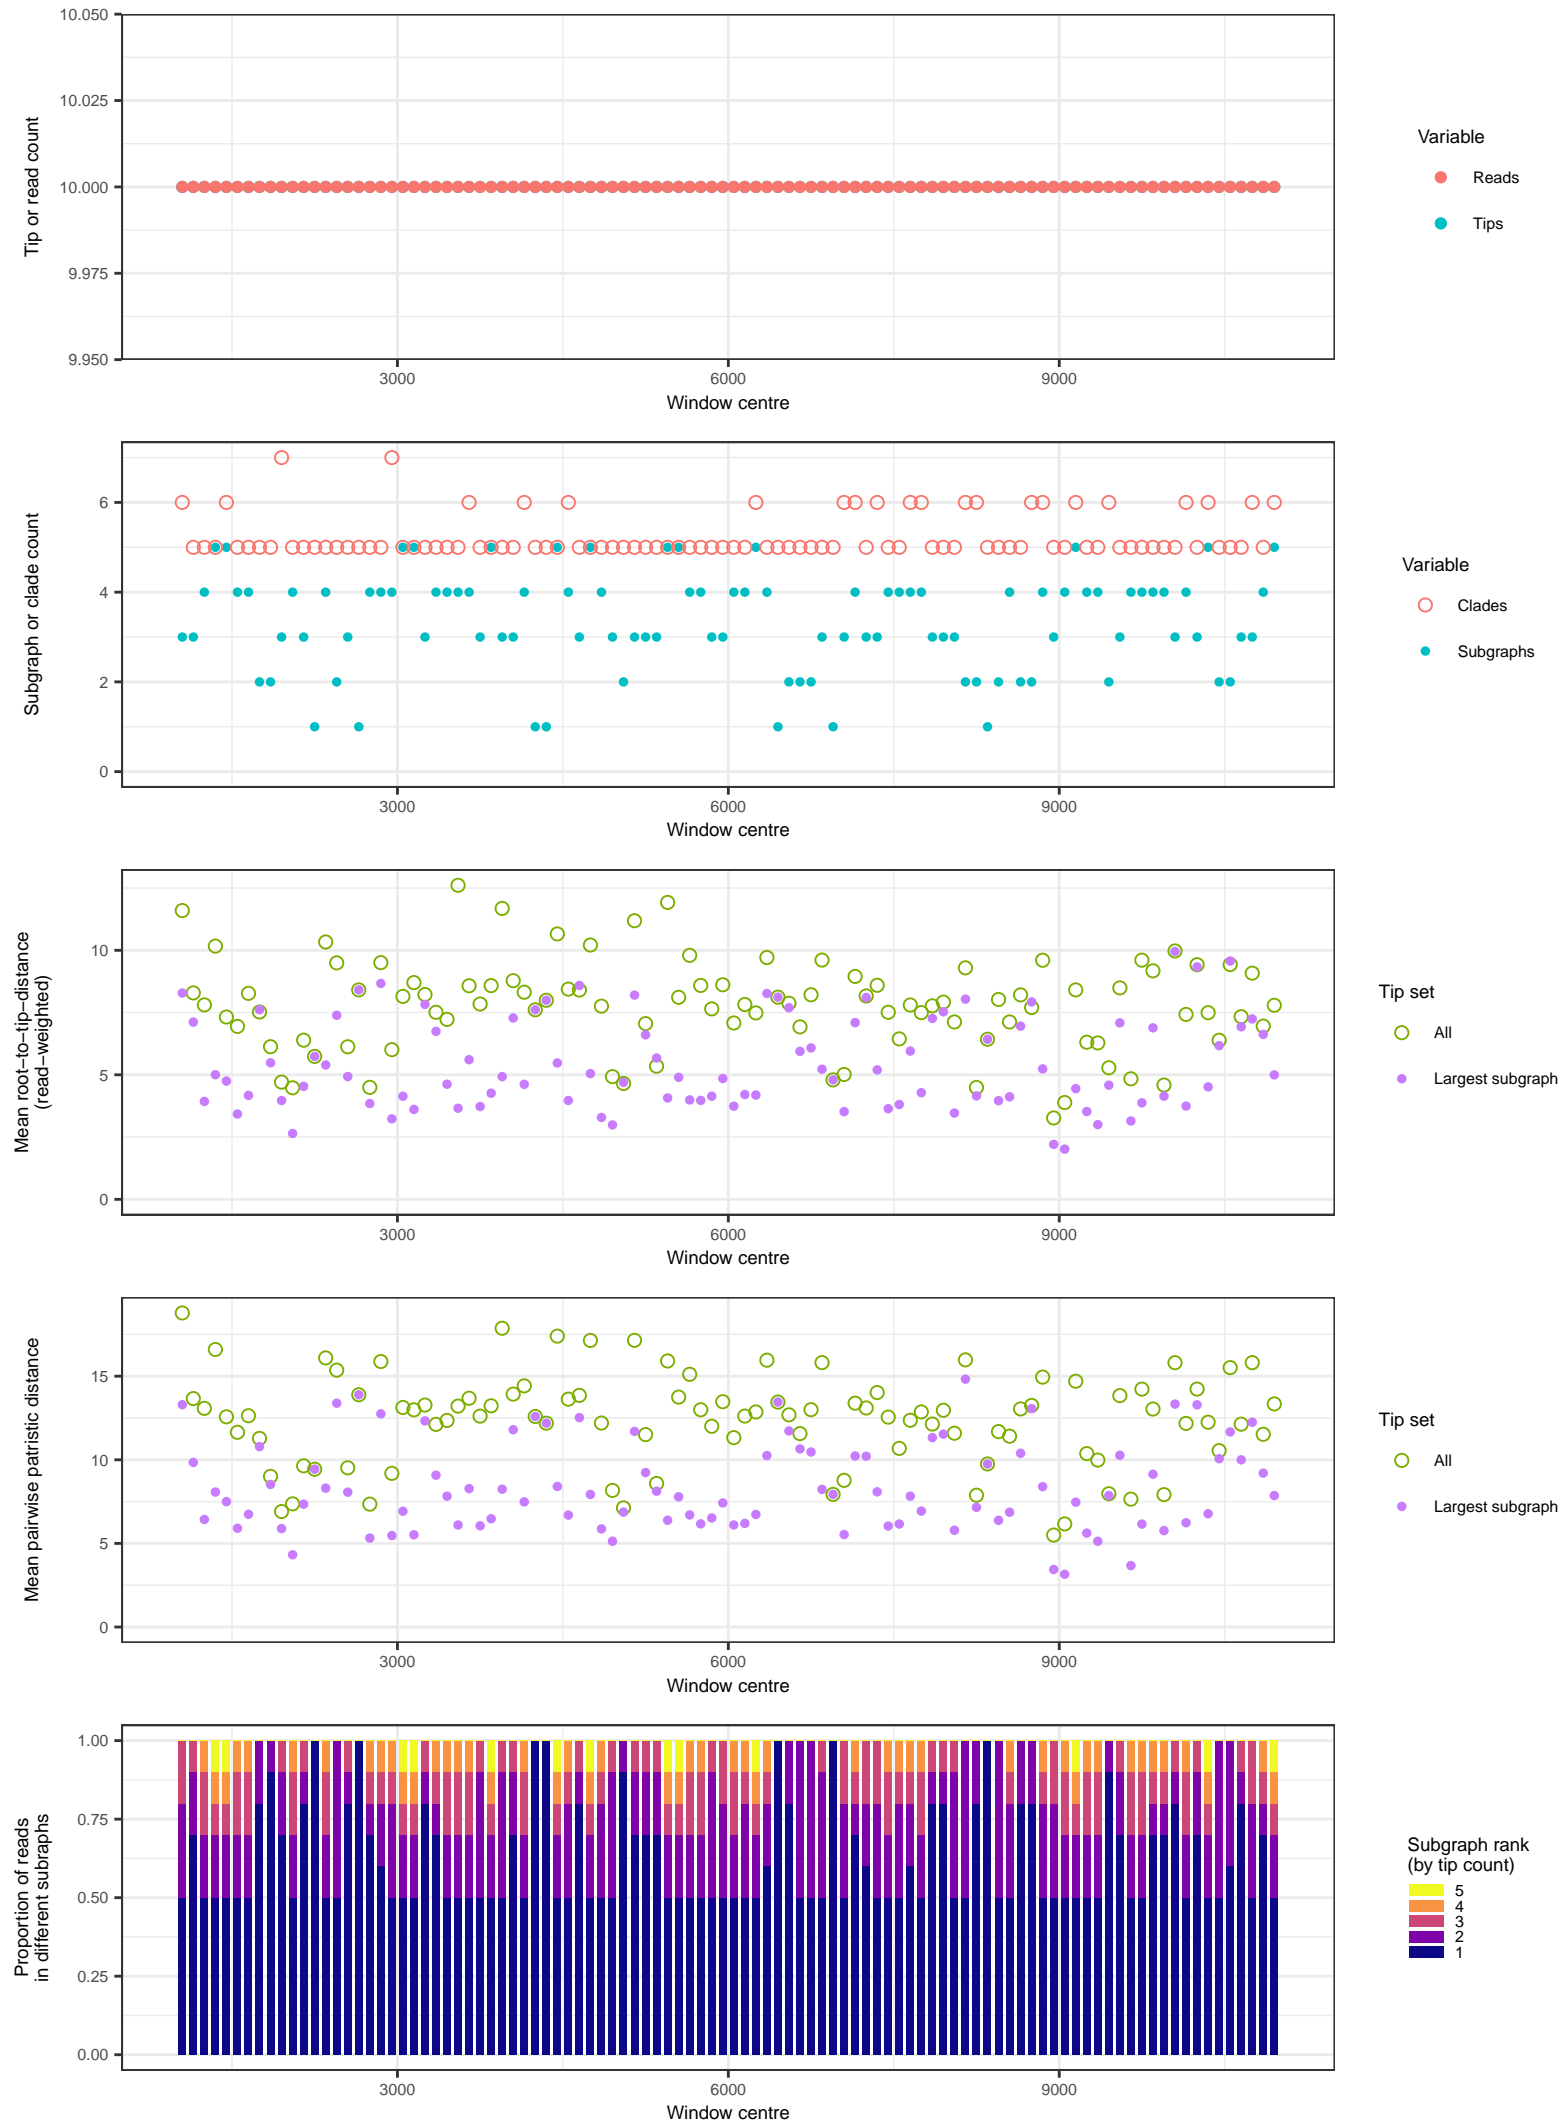 10.050
10.025
10.000
9.975
9.950
Tip or read count
3000 6000 9000
Window centre
Variable
Reads
Tips
6
4
2
0
Subgraph or clade count
3000 6000 9000
Window centre
Variable
Clades
Subgraphs
10
5
0
Mean root−to−tip−distance
(read−weighted)
3000 6000 9000
Window centre
Tip set
All
Largest subgraph
15
10
5
0
Mean pairwise patristic distance
3000 6000 9000
Window centre
Tip set
All
Largest subgraph
1.00
0.75
0.50
0.25
0.00
Proportion of reads
in different subraphs
3000 6000 9000
Window centre
Subgraph rank
(by tip count)
5
4
3
2
1